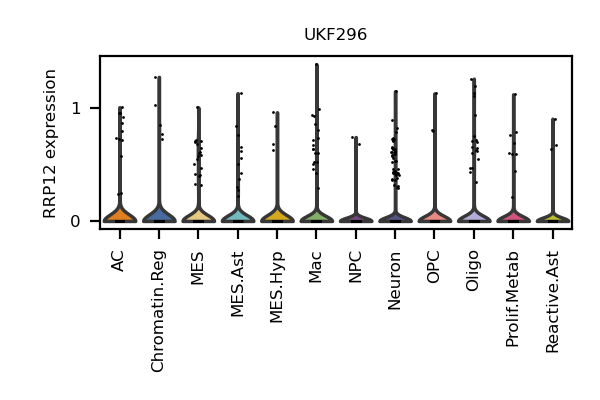 UKF296
RRP12 expression
1
0
AC
Chromatin.Reg
MES
MES.Ast
MES.Hyp
Mac
NPC
Neuron
OPC
Oligo
Prolif.Metab
Reactive.Ast